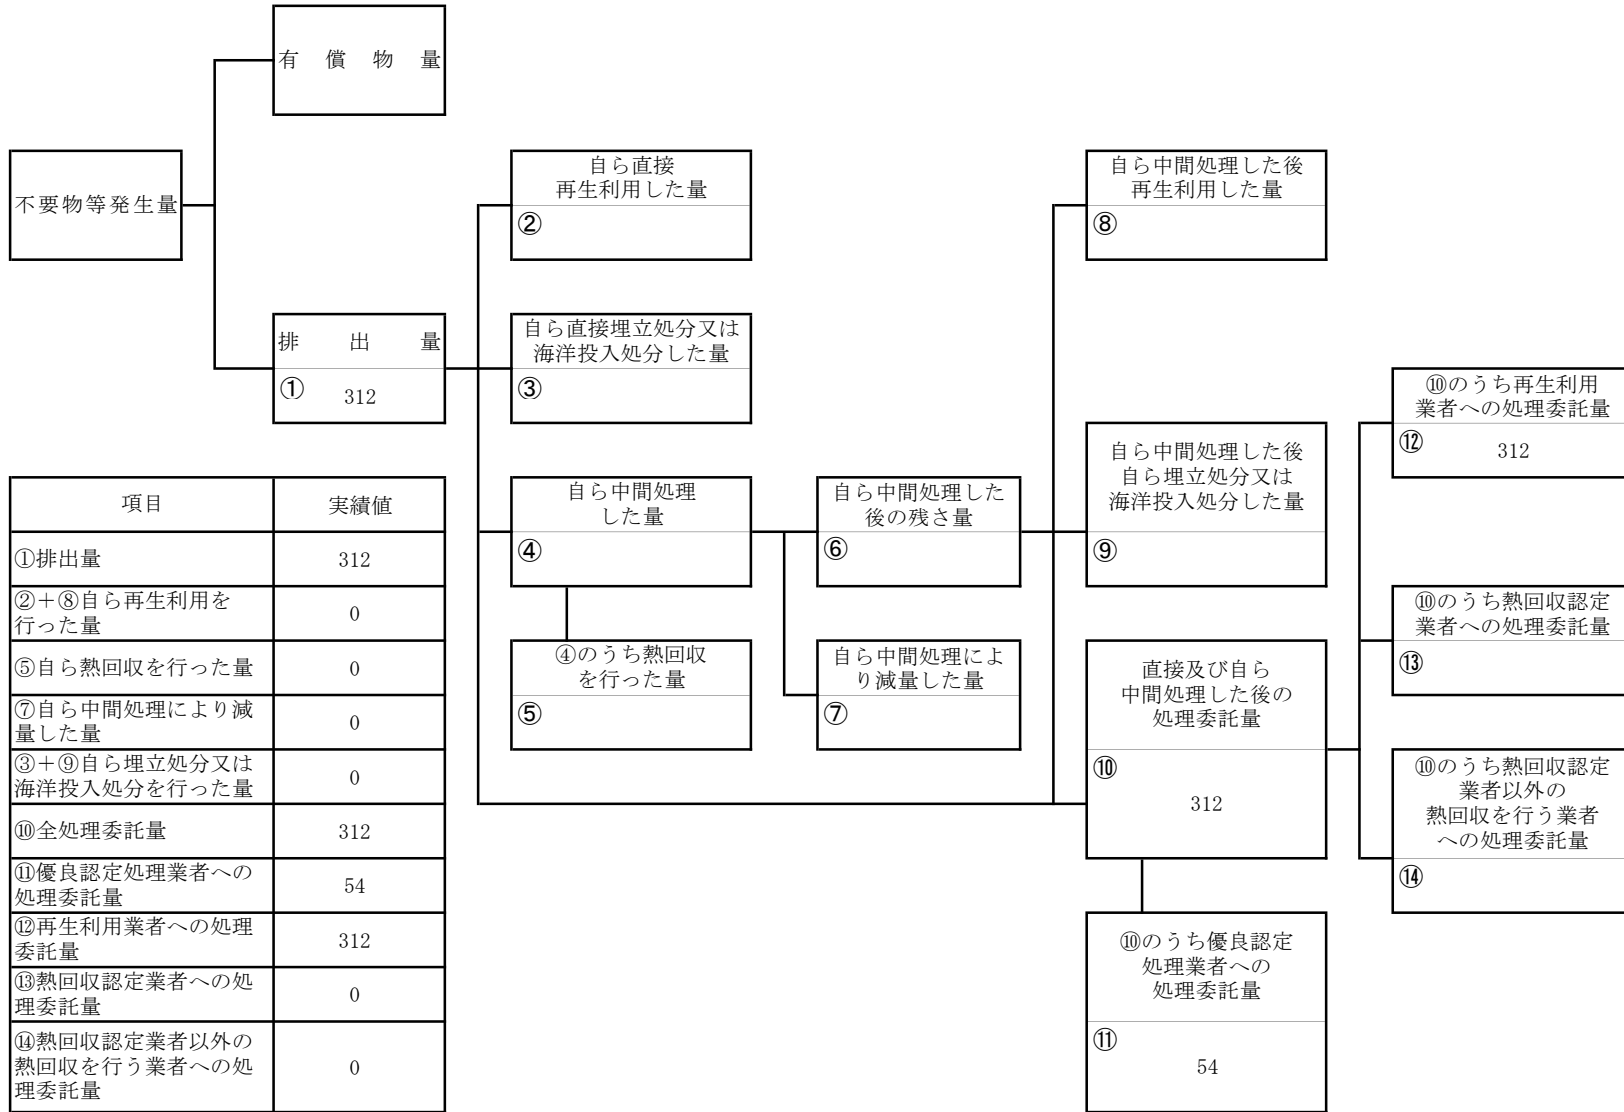 有償物量
不要物等発生量
排出量
① 312
自ら直接
再生利用した量
②
自ら直接埋立処分又は
海洋投入処分した量
③
自ら中間処理
した量
④
④のうち熱回収
を行った量
⑤
自ら中間処理した
後の残さ量
⑥
自ら中間処理によ
り減量した量
⑦
自ら中間処理した後
再生利用した量
⑧
自ら中間処理した後
自ら埋立処分又は
海洋投入処分した量
⑨
直接及び自ら
中間処理した後の
処理委託量
⑩
312
⑩のうち優良認定
処理業者への
処理委託量
⑪
54
⑩のうち再生利用
業者への処理委託量
⑫ 312
⑩のうち熱回収認定
業者への処理委託量
⑬
⑩のうち熱回収認定
業者以外の
熱回収を行う業者
への処理委託量
⑭
項目 実績値
①排出量 312
②+⑧自ら再生利用を
行った量 0
⑤自ら熱回収を行った量 0
⑦自ら中間処理により減
量した量 0
③+⑨自ら埋立処分又は
海洋投入処分を行った量 0
⑩全処理委託量 312
⑪優良認定処理業者への
処理委託量 54
⑫再生利用業者への処理
委託量 312
⑬熱回収認定業者への処
理委託量 0
⑭熱回収認定業者以外の
熱回収を行う業者への処 0
理委託量